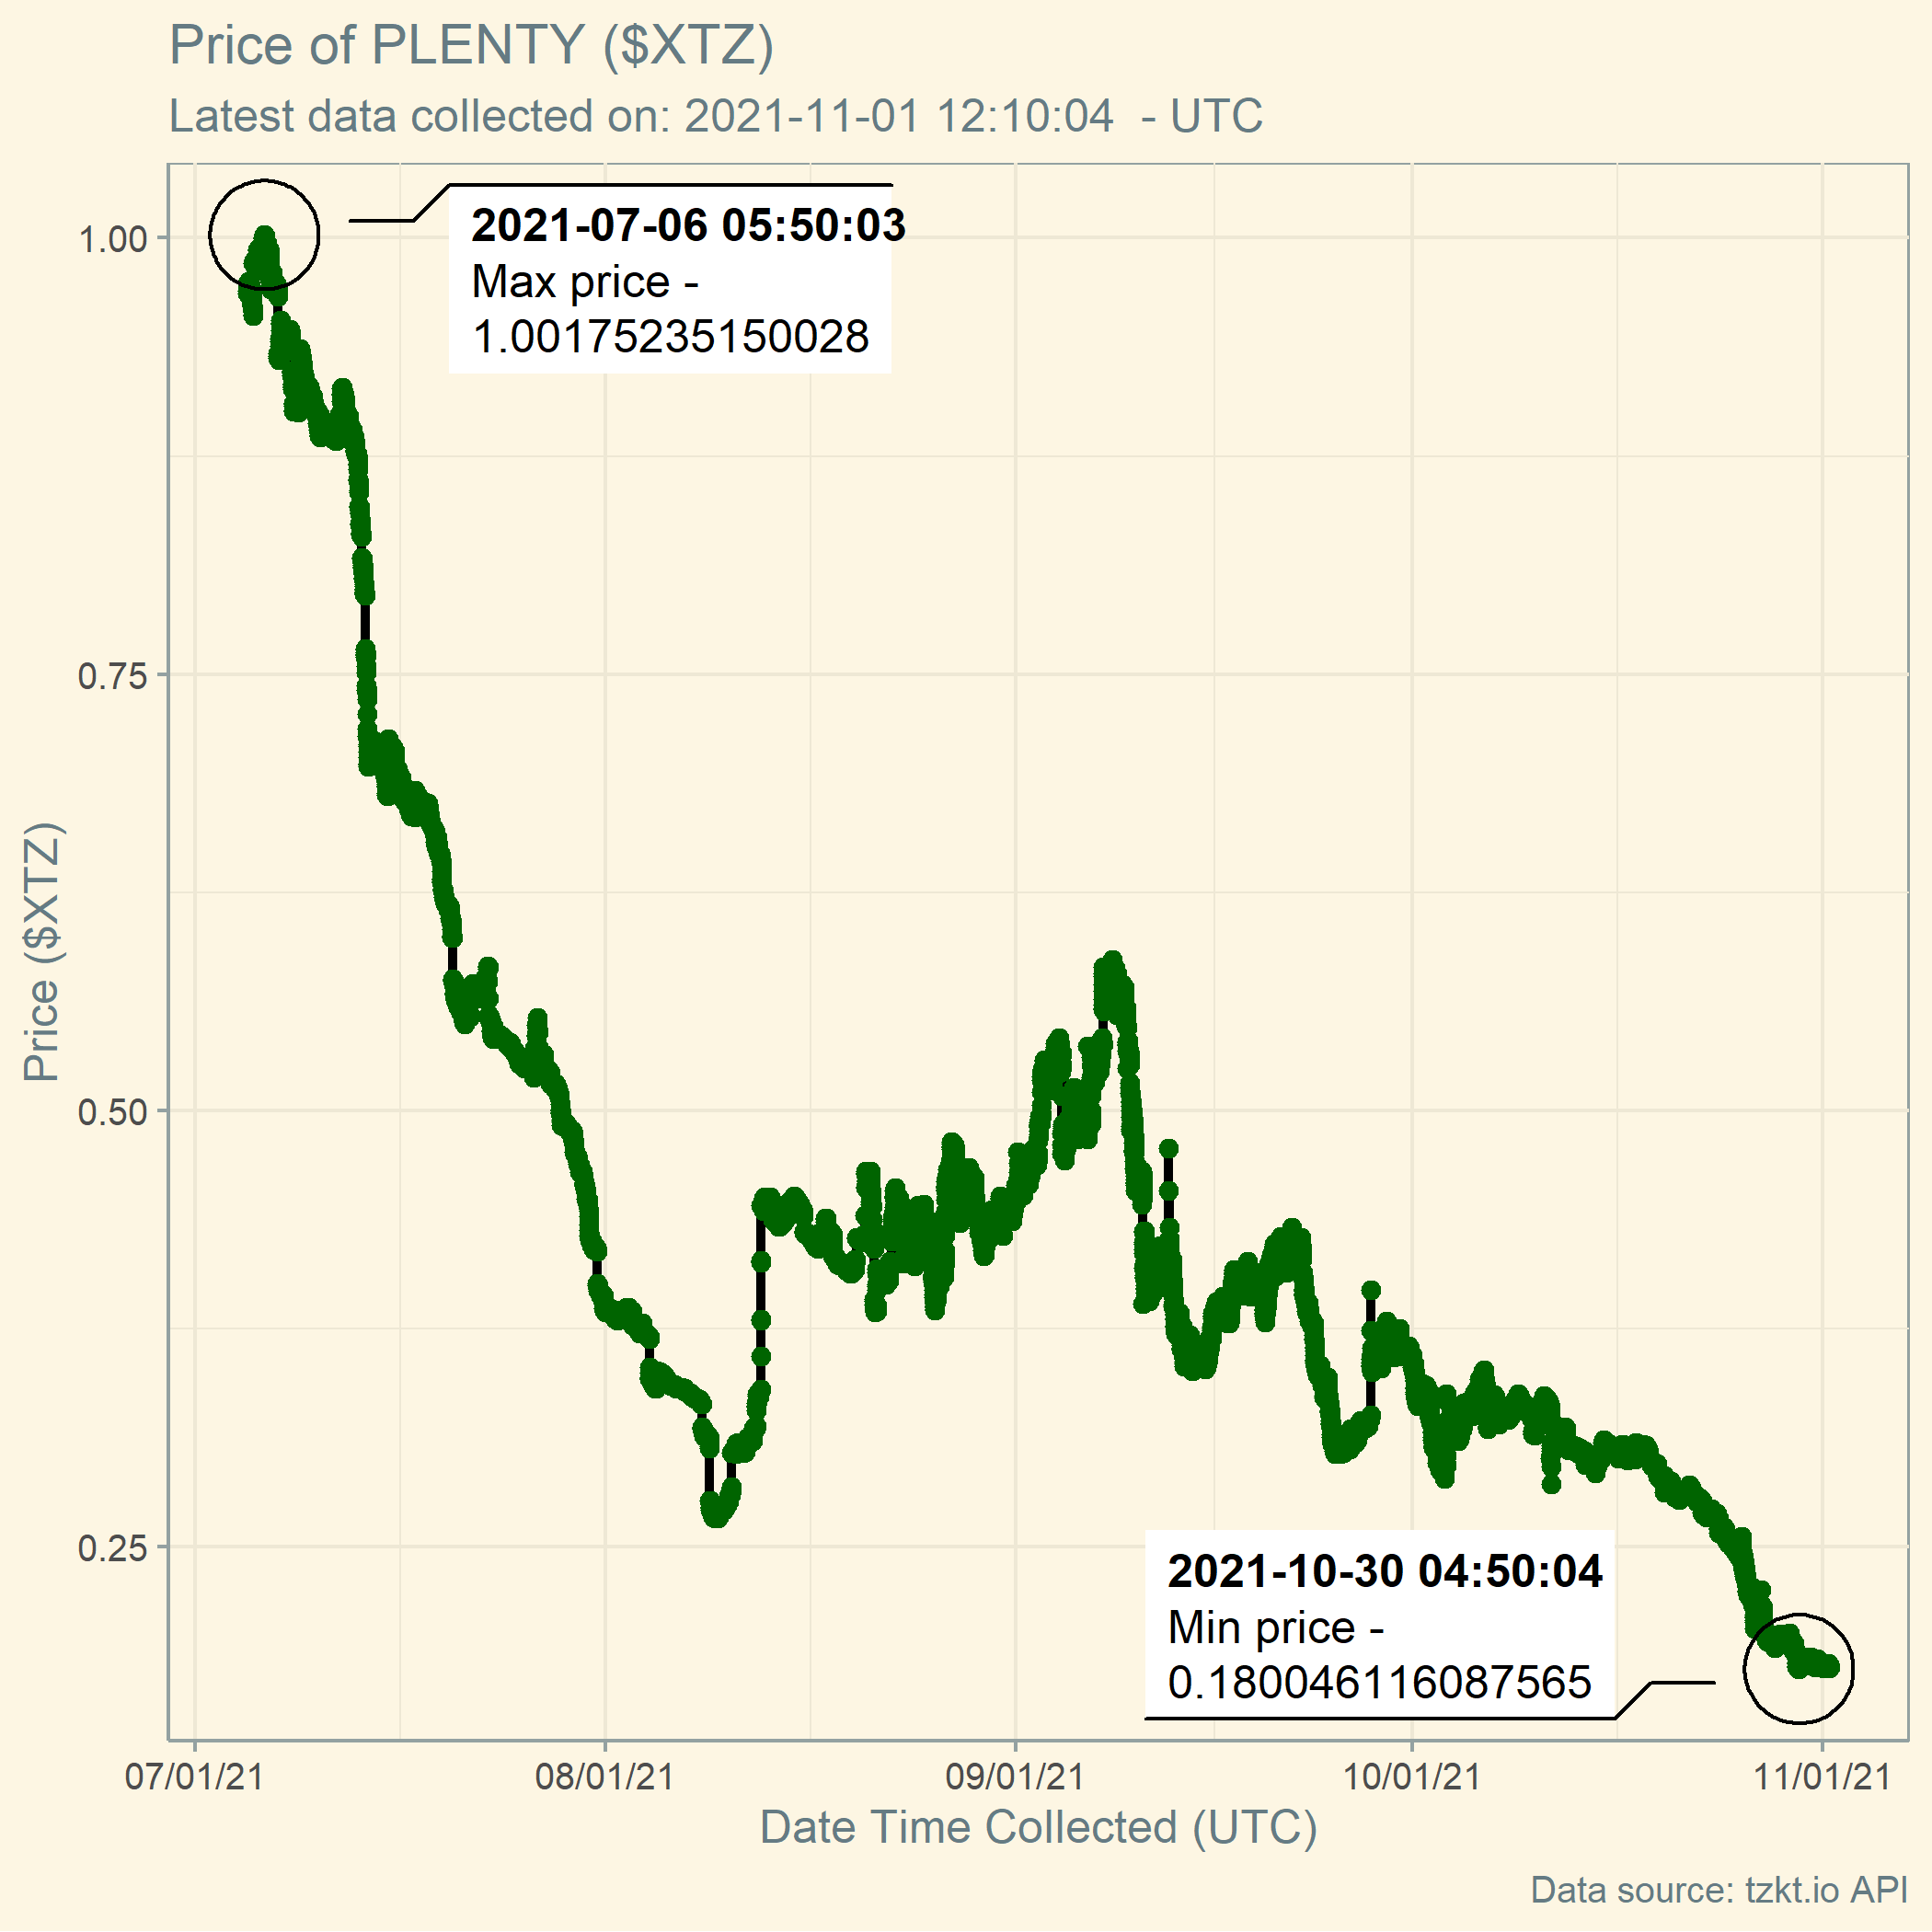 Price of PLENTY ($XTZ)
Latest data collected on: 2021-11-01 12:10:04  - UTC
2021-07-06 05:50:03
Max price -
1.00175235150028
1.00
0.75
0.50
0.25
Price ($XTZ)
2021-10-30 04:50:04
Min price -
0.180046116087565
07/01/21 08/01/21 09/01/21 10/01/21 11/01/21
Date Time Collected (UTC)
Data source: tzkt.io API